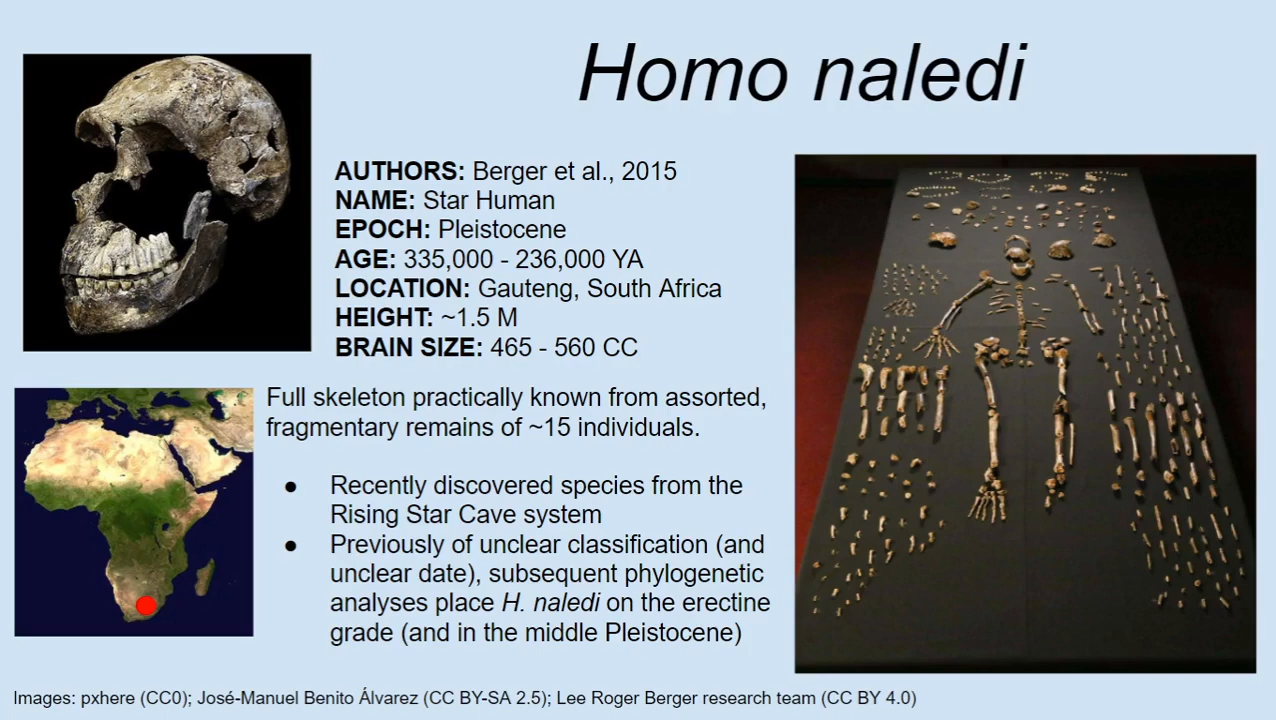 Homo naledi
AUTHORS: Berger et al., 2015
NAME: Star Human
EPOCH: Pleistocene
AGE: 335,000 - 236,000 YA
LOCATION: Gauteng, South Africa
HEIGHT: ~1.5 M
BRAIN SIZE: 465 - 560 CC
Full skeleton practically known from assorted,
fragmentary remains of ~15 individuals.
● Recently discovered species from the
Rising Star Cave system
● Previously of unclear classification (and
unclear date), subsequent phylogenetic
analyses place H. naledi on the erectine
grade (and in the middle Pleistocene)
Images: pxhere (CC0); José-Manuel Benito Álvarez (CC BY-SA 2.5); Lee Roger Berger research team (CC BY 4.0)